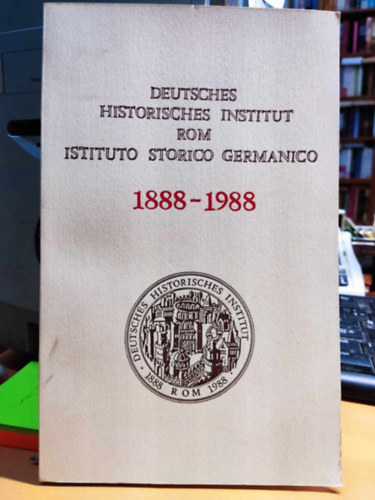 DEUTSCHES
HISTORISCHES INSTITUT
ROM
ISTITUTO STORICO GERMANICO
1888-1988
DEUTSCHES HISTORISCHES INSTITUT
· 1888 ROM 1988 ·